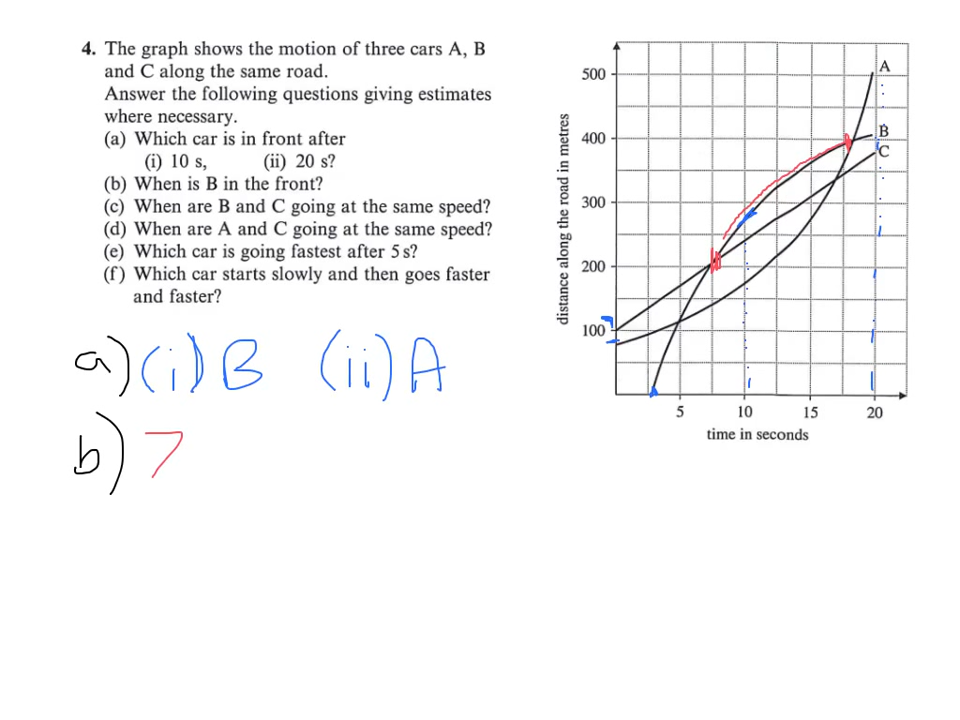 4. The graph shows the motion of three cars A, B
and C along the same road.
Answer the following questions giving estimates
where necessary.
(a) Which car is in front after
(i) 10 s, (ii) 20 s?
(b) When is B in the front?
(c) When are B and C going at the same speed?
(d) When are A and C going at the same speed?
(e) Which car is going fastest after 5 s?
(f) Which car starts slowly and then goes faster
and faster?
a) (i) B (ii) A
b) 7
distance along the road in metres
500
400
300
200
100
A
B
C
5 10 15 20
time in seconds